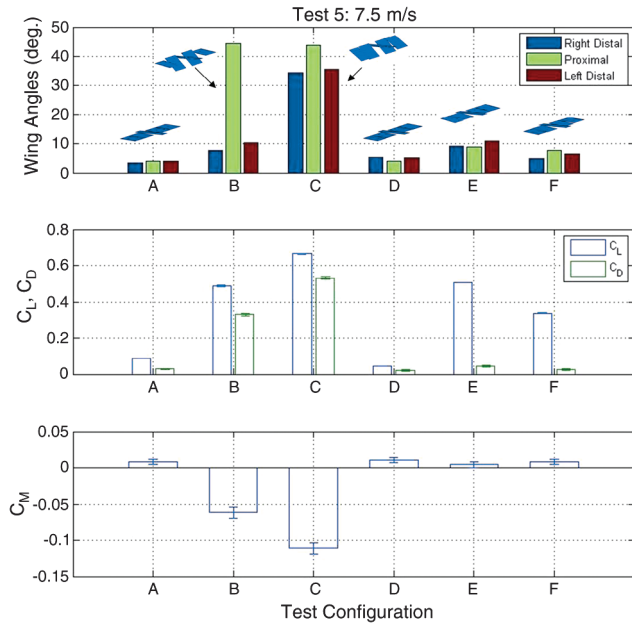 Test 5: 7.5 m/s
Wing Angles (deg.)
50
40
30
20
10
0
Right Distal
Proximal
Left Distal
A B C D E F
C_L, C_D
0.8
0.6
0.4
0.2
0
C_L
C_D
A B C D E F
C_M
0.05
0
-0.05
-0.1
-0.15
A B C D E F
Test Configuration